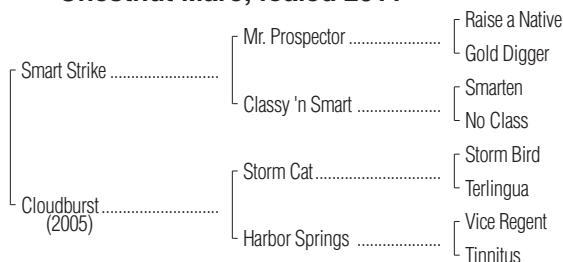 Chestnut Mare; foaled
Raise a Native
Mr. Prospector ......................
Gold Digger
Smart Strike ..........................
Smarten
Classy 'n Smart ....................
No Class
Storm Bird
Storm Cat..............................
Terlingua
Cloudburst ............................
(2005)
Vice Regent
Harbor Springs ....................
Tinnitus